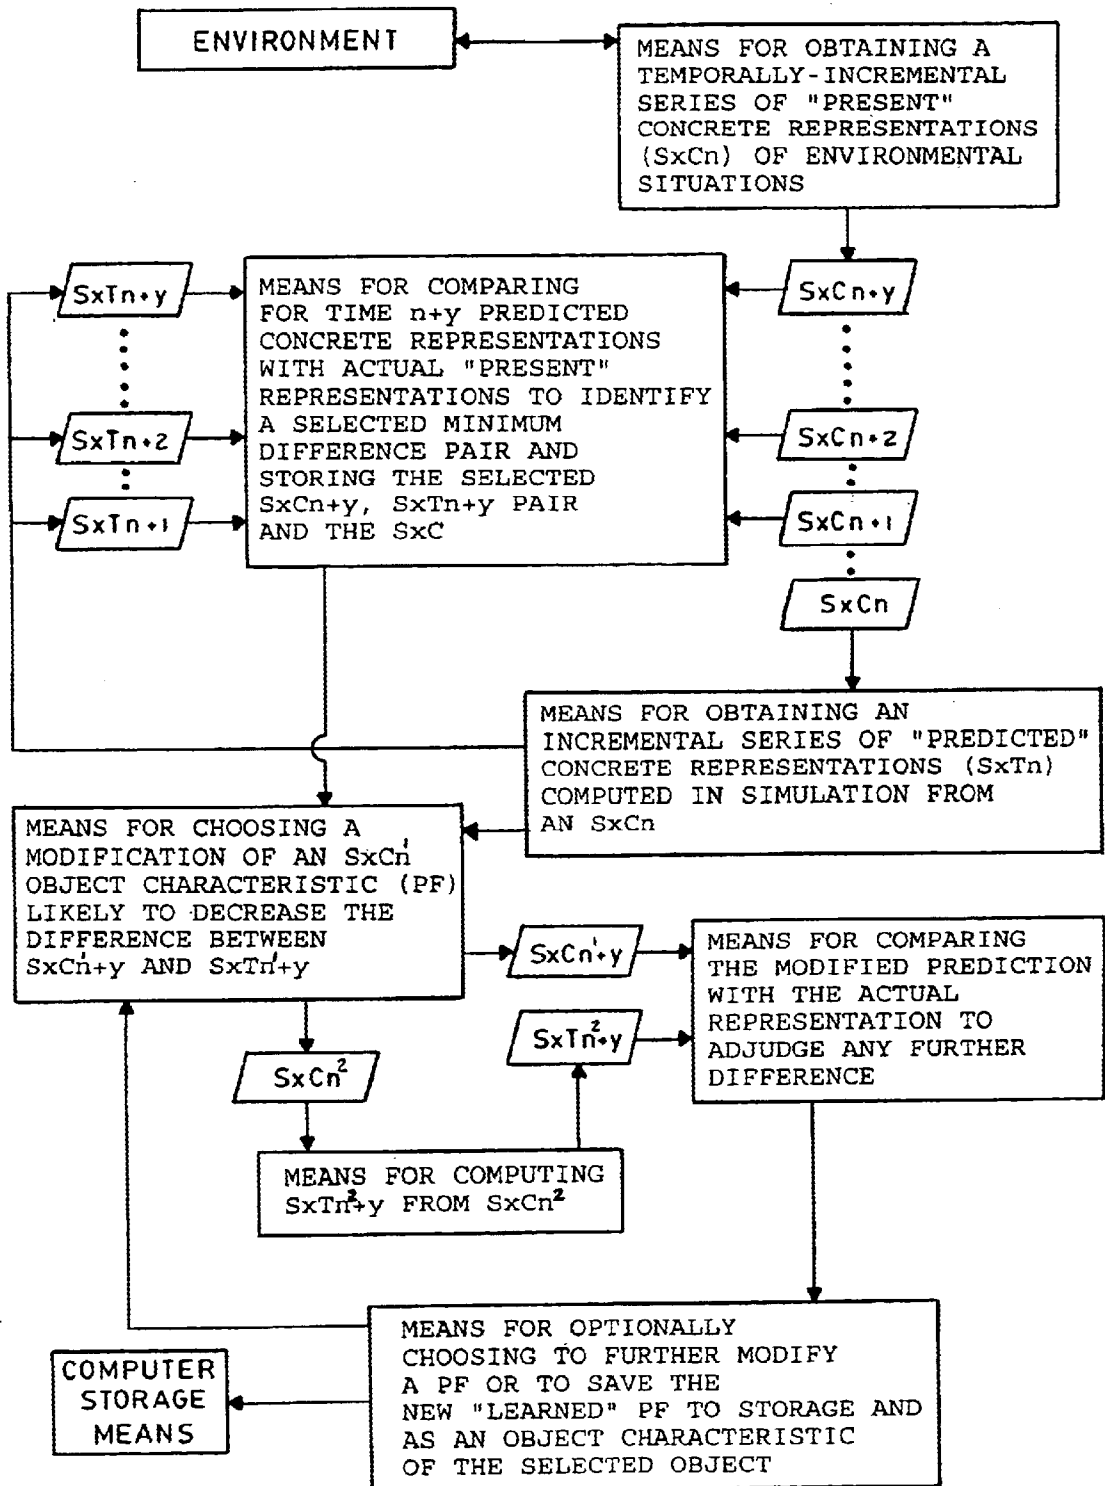 ENVIRONMENT
MEANS FOR OBTAINING A
TEMPORALLY-INCREMENTAL
SERIES OF "PRESENT"
CONCRETE REPRESENTATIONS
(SxCn) OF ENVIRONMENTAL
SITUATIONS
SxTn+y
MEANS FOR COMPARING
FOR TIME n+y PREDICTED
CONCRETE REPRESENTATIONS
WITH ACTUAL "PRESENT"
REPRESENTATIONS TO IDENTIFY
A SELECTED MINIMUM
DIFFERENCE PAIR AND
STORING THE SELECTED
SxCn+y, SxTn+y PAIR
AND THE SxC
SxCn+y
SxTn+2
SxCn+2
SxTn+1
SxCn+1
SxCn
MEANS FOR OBTAINING AN
INCREMENTAL SERIES OF "PREDICTED"
CONCRETE REPRESENTATIONS (SxTn)
COMPUTED IN SIMULATION FROM
AN SxCn
MEANS FOR CHOOSING A
MODIFICATION OF AN SxCn¹
OBJECT CHARACTERISTIC (PF)
LIKELY TO DECREASE THE
DIFFERENCE BETWEEN
SxCn¹+y AND SxTn¹+y
SxCn¹+y
SxTn²+y
MEANS FOR COMPARING
THE MODIFIED PREDICTION
WITH THE ACTUAL
REPRESENTATION TO
ADJUDGE ANY FURTHER
DIFFERENCE
SxCn²
MEANS FOR COMPUTING
SxTn²+y FROM SxCn²
MEANS FOR OPTIONALLY
CHOOSING TO FURTHER MODIFY
A PF OR TO SAVE THE
NEW "LEARNED" PF TO STORAGE AND
AS AN OBJECT CHARACTERISTIC
OF THE SELECTED OBJECT
COMPUTER
STORAGE
MEANS